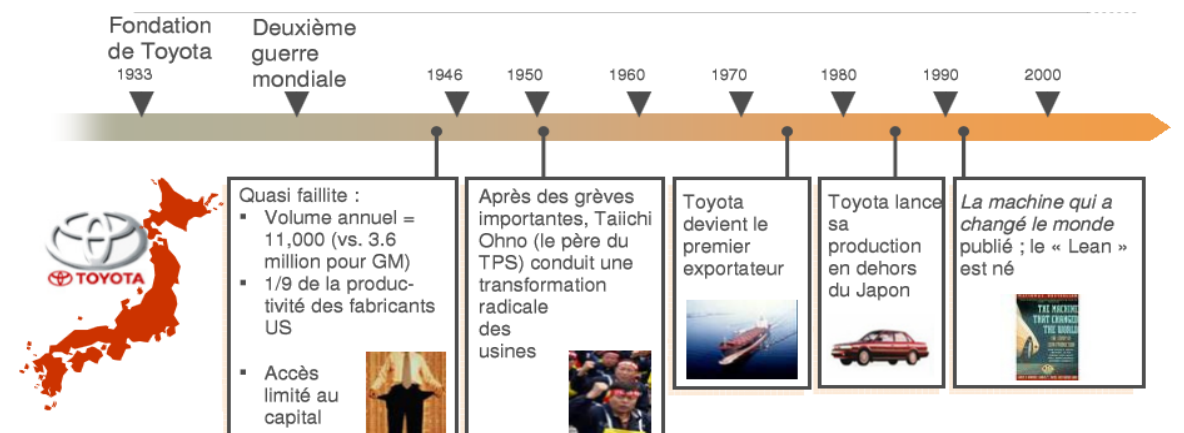 Fondation
de Toyota
1933
Deuxième
guerre
mondiale
1946
1950
1960
1970
1980
1990
2000
TOYOTA
Quasi faillite :
▪ Volume annuel =
11,000 (vs. 3.6
million pour GM)
▪ 1/9 de la produc-
tivité des fabricants
US
▪ Accès
limité au
capital
Après des grèves
importantes, Taiichi
Ohno (le père du
TPS) conduit une
transformation
radicale
des
usines
Toyota
devient le
premier
exportateur
Toyota lance
sa
production
en dehors
du Japon
La machine qui a
changé le monde
publié ; le « Lean »
est né
THE MACHINE
THAT CHANGED
THE WORLD